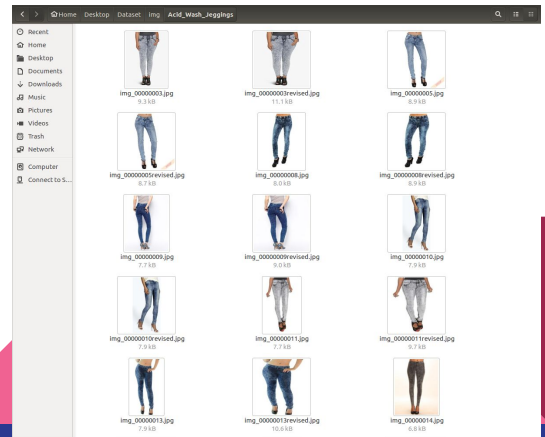 Home Desktop Dataset img Acid_Wash_Jeggings
Recent
Home
Desktop
Documents
Downloads
Music
Pictures
Videos
Trash
Network
Computer
Connect to S...
img_00000003.jpg img_00000003revised.jpg img_00000005.jpg
9.3 kB 11.1 kB 8.9 kB
img_00000005revised.jpg img_00000008.jpg img_00000008revised.jpg
8.7 kB 8.0 kB 8.9 kB
img_00000009.jpg img_00000009revised.jpg img_00000010.jpg
7.7 kB 9.0 kB 7.9 kB
img_00000010revised.jpg img_00000011.jpg img_00000011revised.jpg
7.9 kB 7.7 kB 9.7 kB
img_00000013.jpg img_00000013revised.jpg img_00000014.jpg
7.9 kB 10.6 kB 6.8 kB